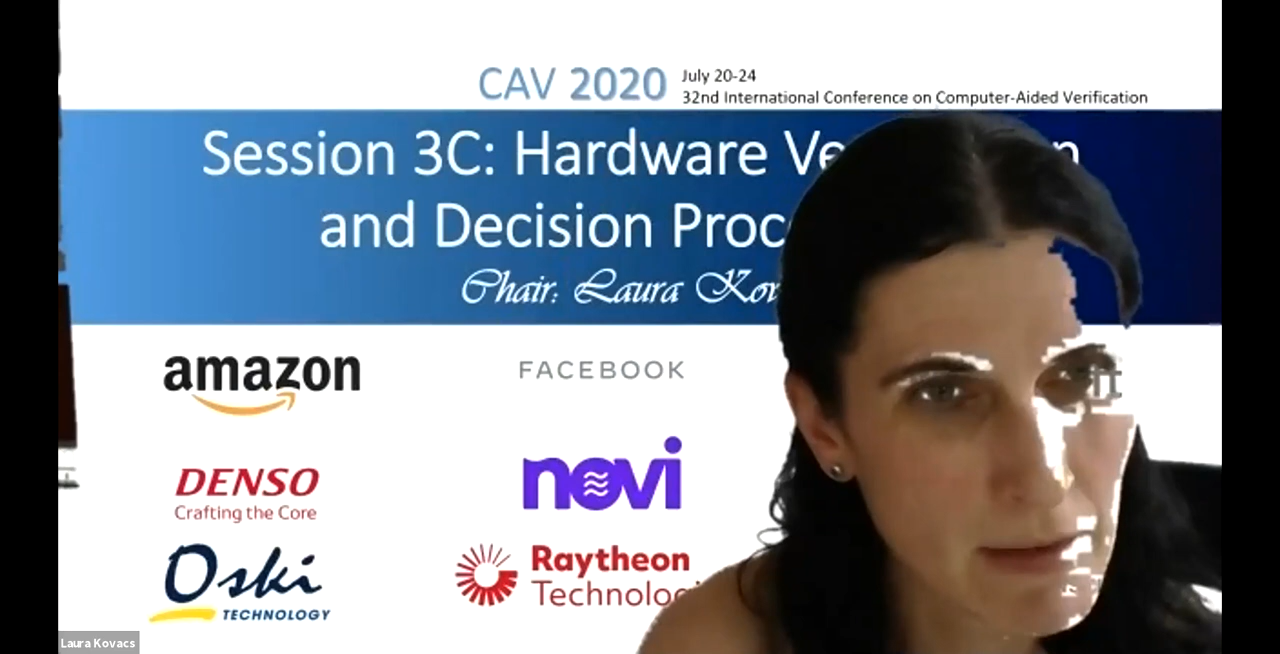 CAV 2020
July 20-24
32nd International Conference on Computer-Aided Verification
Session 3C: Hardware Ve
n
and Decision Proc
Chair: Laura Kov
amazon
FACEBOOK
DENSO
Crafting the Core
novi
Oski
TECHNOLOGY
Raytheon
Technolog
Laura Kovacs